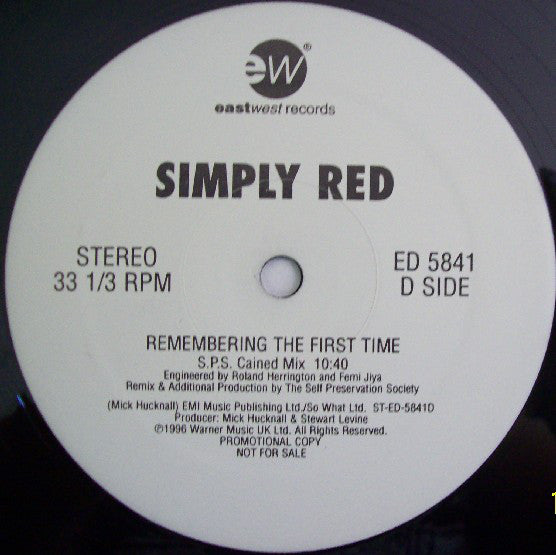 ew®
eastwest records
SIMPLY RED
STEREO
33 1/3 RPM
ED 5841
D SIDE
REMEMBERING THE FIRST TIME
S.P.S. Cained Mix 10:40
Engineered by Roland Herrington and Femi Jiya
Remix & Additional Production by The Self Preservation Society
(Mick Hucknall) EMI Music Publishing Ltd./So What Ltd. ST-ED-5841D
Producer: Mick Hucknall & Stewart Levine
℗1996 Warner Music UK Ltd. All Rights Reserved.
PROMOTIONAL COPY
NOT FOR SALE